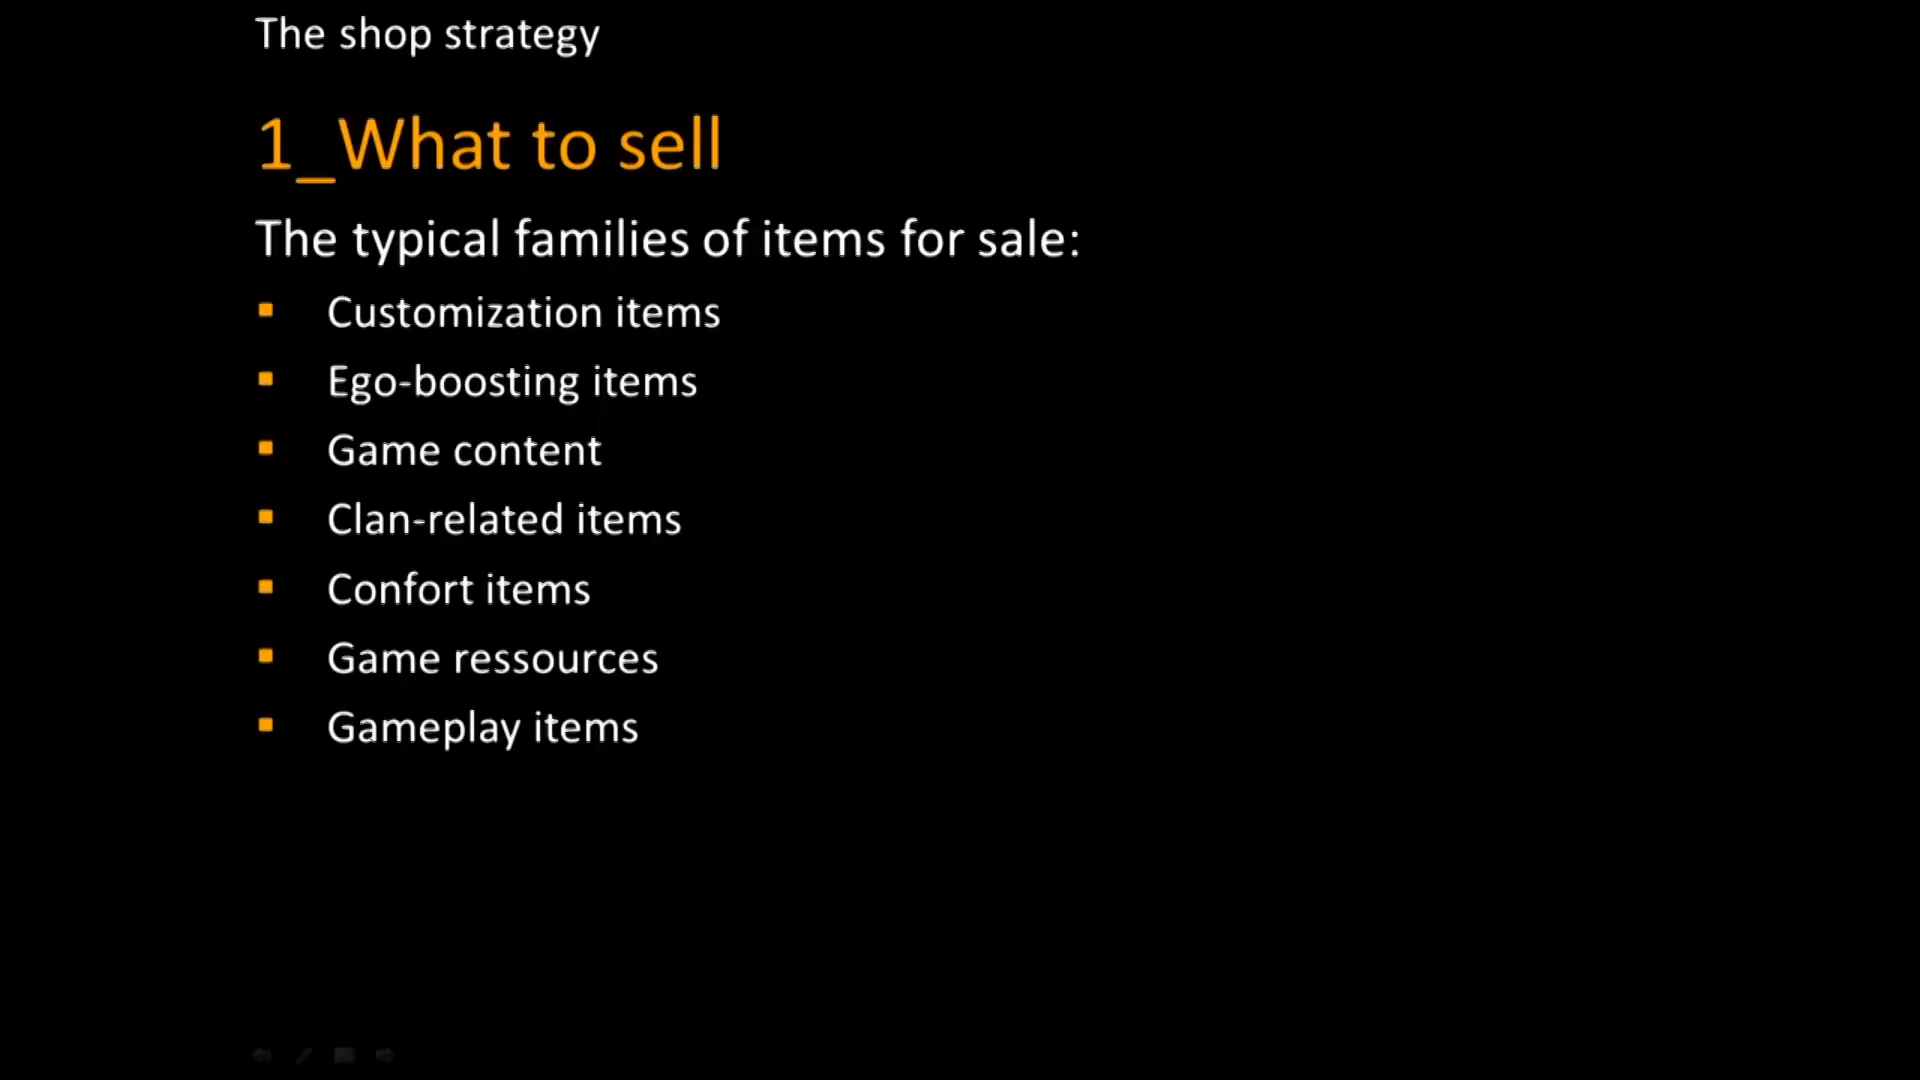 The shop strategy
1_What to sell
The typical families of items for sale:
Customization items
Ego-boosting items
Game content
Clan-related items
Confort items
Game ressources
Gameplay items